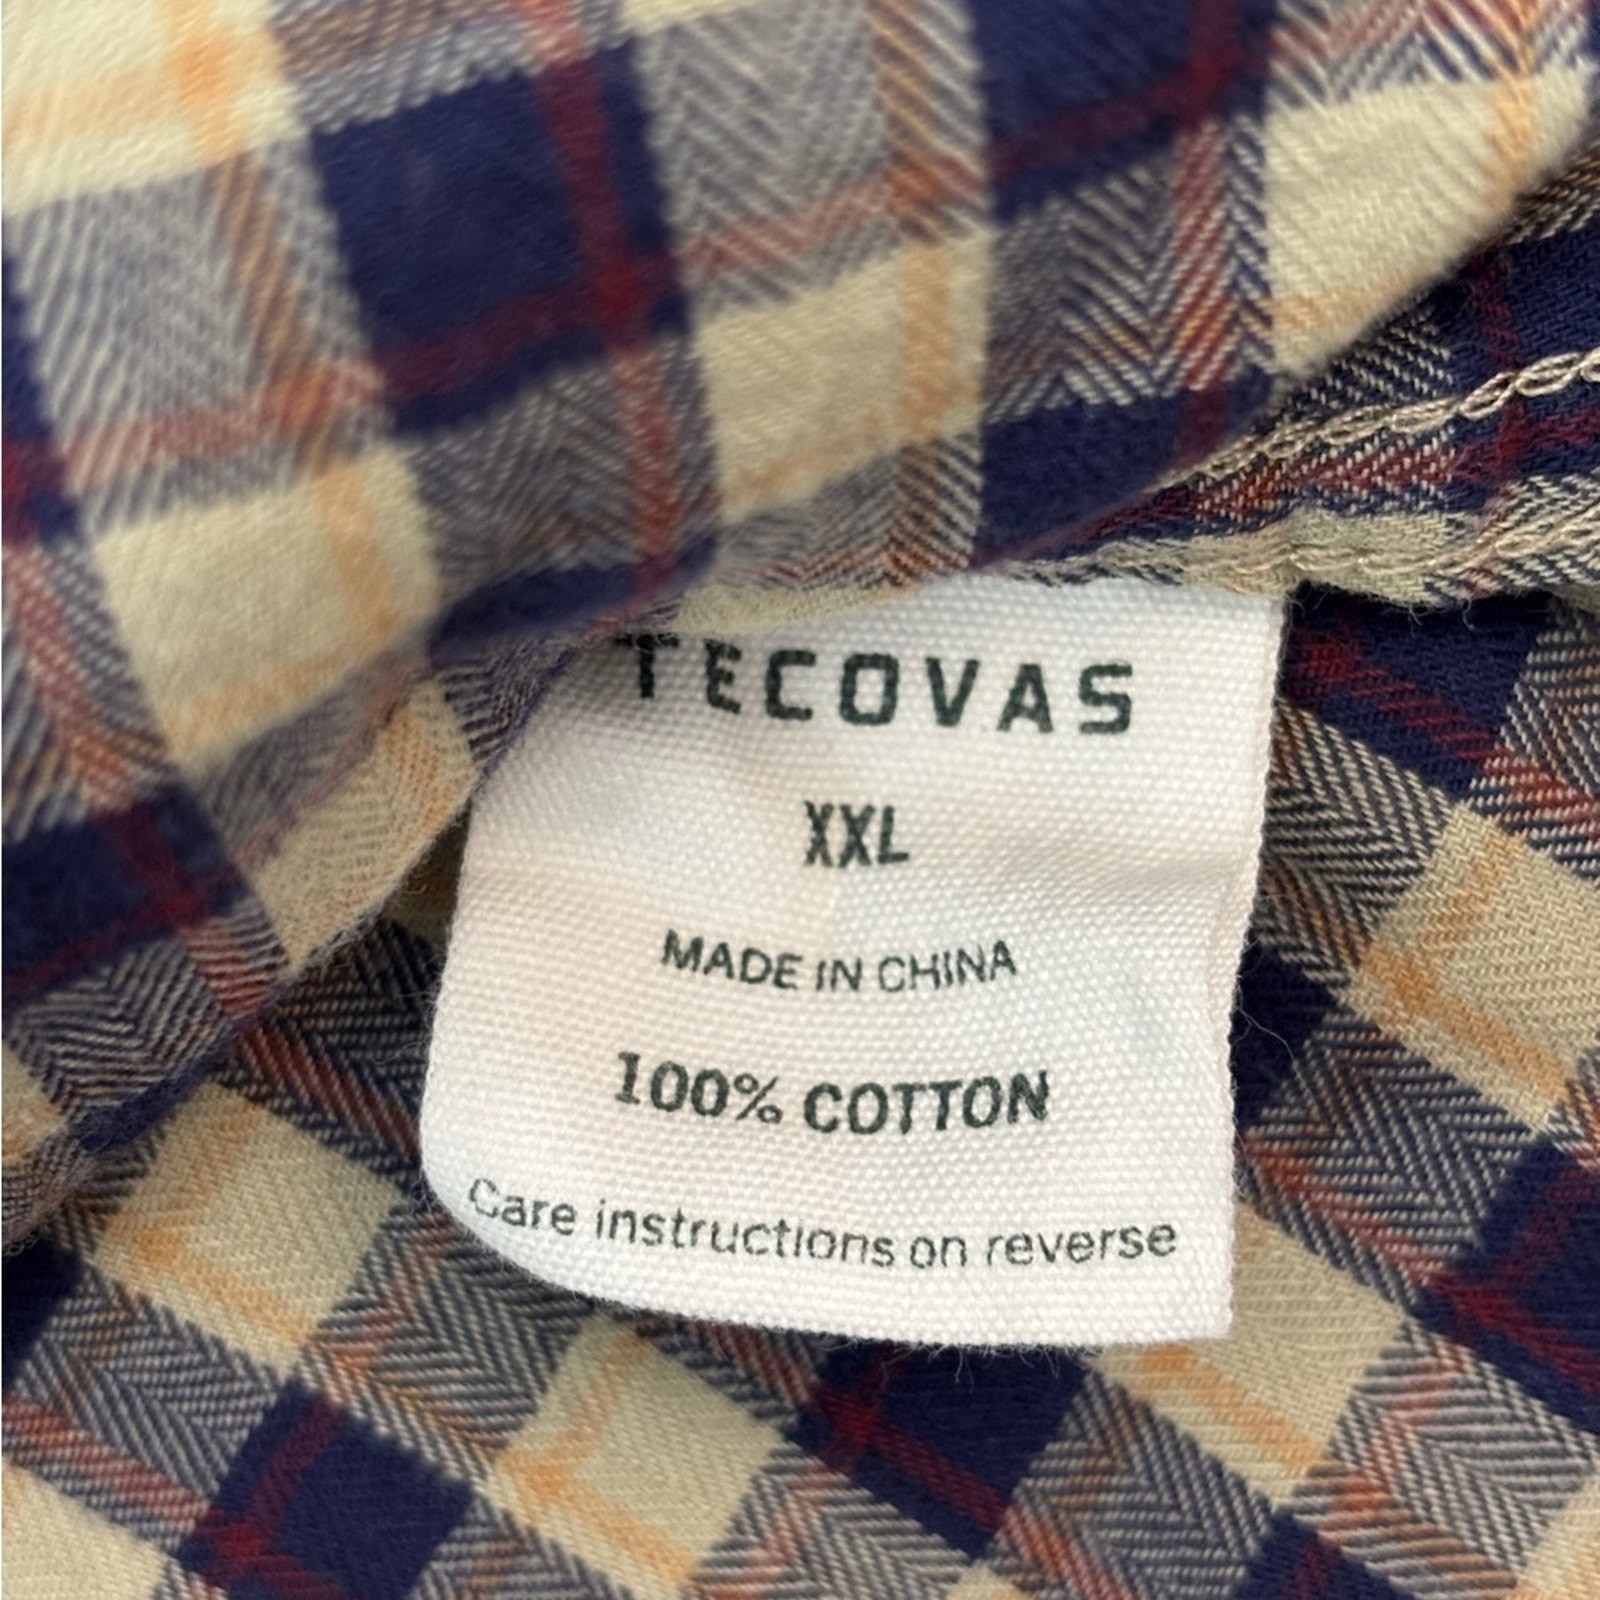 TECOVAS
XXL
MADE IN CHINA
100% COTTON
Care instructions on reverse